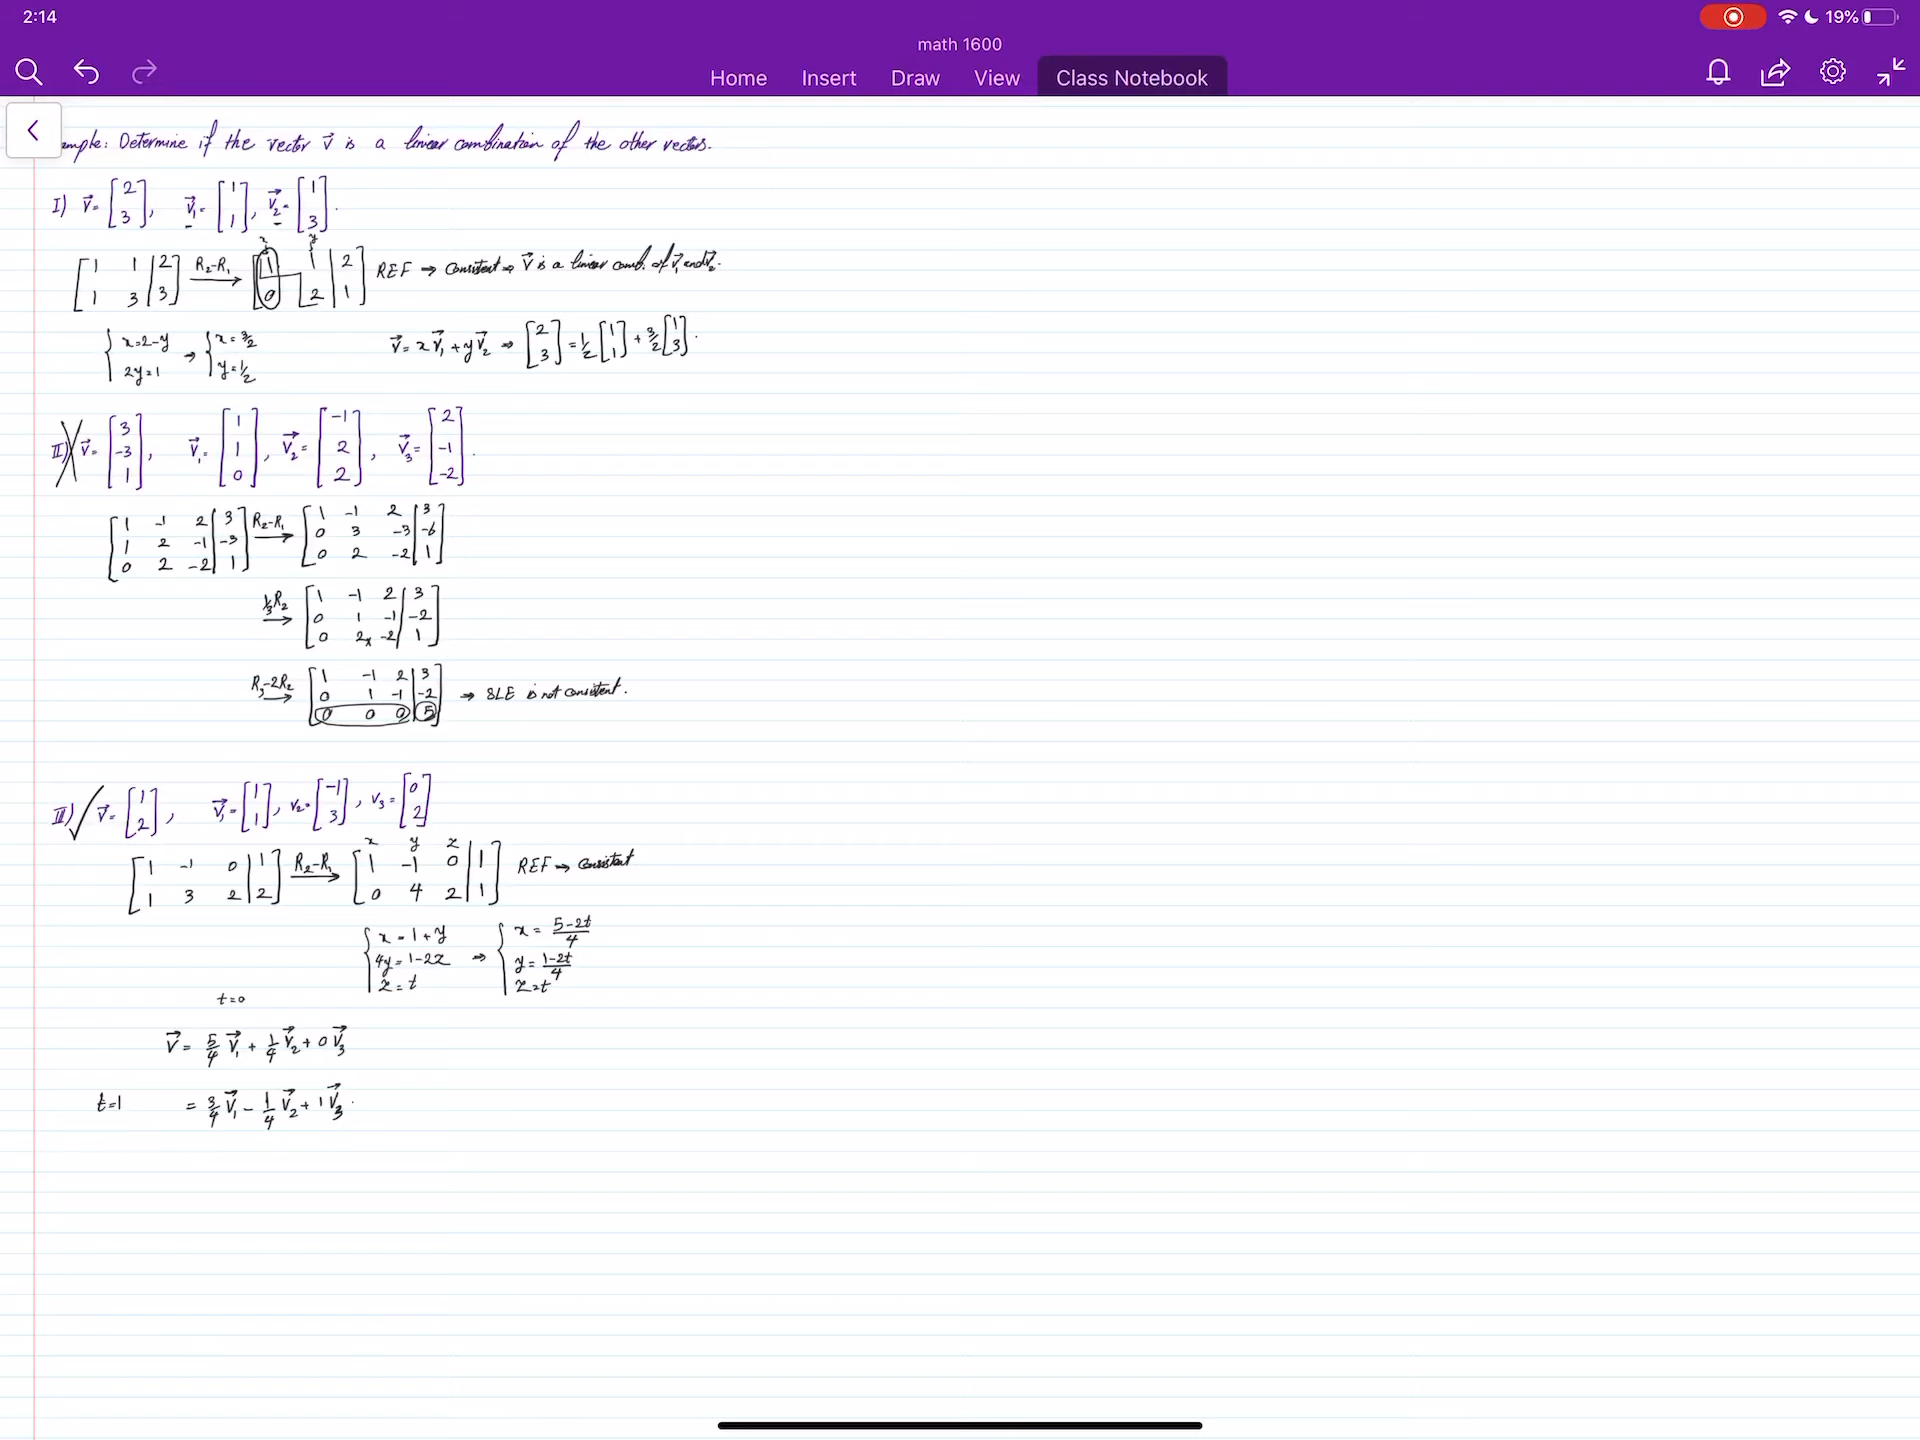 2:14
19%
math 1600
Home Insert Draw View Class Notebook
ample: Determine if the vector v⃗ is a linear combination of the other vectors.
I) v⃗ = [2; 3], v⃗₁ = [1; 1], v⃗₂ = [1; 3].
x y
[1 1 | 2; 1 3 | 3] R₂-R₁ → [1 1 | 2; 0 2 | 1] REF → Consistent → v⃗ is a linear comb. of v⃗₁ and v⃗₂.
{x=2-y; 2y=1 → {x=3/2; y=1/2 v⃗ = x v⃗₁ + y v⃗₂ → [2; 3] = 1/2 [1; 1] + 3/2 [1; 3].
II) v⃗ = [3; -3; 1], v⃗₁ = [1; 1; 0], v⃗₂ = [-1; 2; 2], v⃗₃ = [2; -1; -2].
[1 -1 2 | 3; 1 2 -1 | -3; 0 2 -2 | 1] R₂-R₁ → [1 -1 2 | 3; 0 3 -3 | -6; 0 2 -2 | 1]
1/3 R₂ → [1 -1 2 | 3; 0 1 -1 | -2; 0 2 -2 | 1]
R₃-2R₂ → [1 -1 2 | 3; 0 1 -1 | -2; 0 0 0 | 5] → SLE is not consistent.
III) v⃗ = [1; 2], v⃗₁ = [1; 1], v₂ = [-1; 3], v₃ = [0; 2]
x y z
[1 -1 0 | 1; 1 3 2 | 2] R₂-R₁ → [1 -1 0 | 1; 0 4 2 | 1] REF → Consistent
{x = 1+y; 4y = 1-2z; z = t → {x = (5-2t)/4; y = (1-2t)/4; z=t
t=0
v⃗ = 5/4 v⃗₁ + 1/4 v⃗₂ + 0 v⃗₃
t=1 = 3/4 v⃗₁ - 1/4 v⃗₂ + 1 v⃗₃.